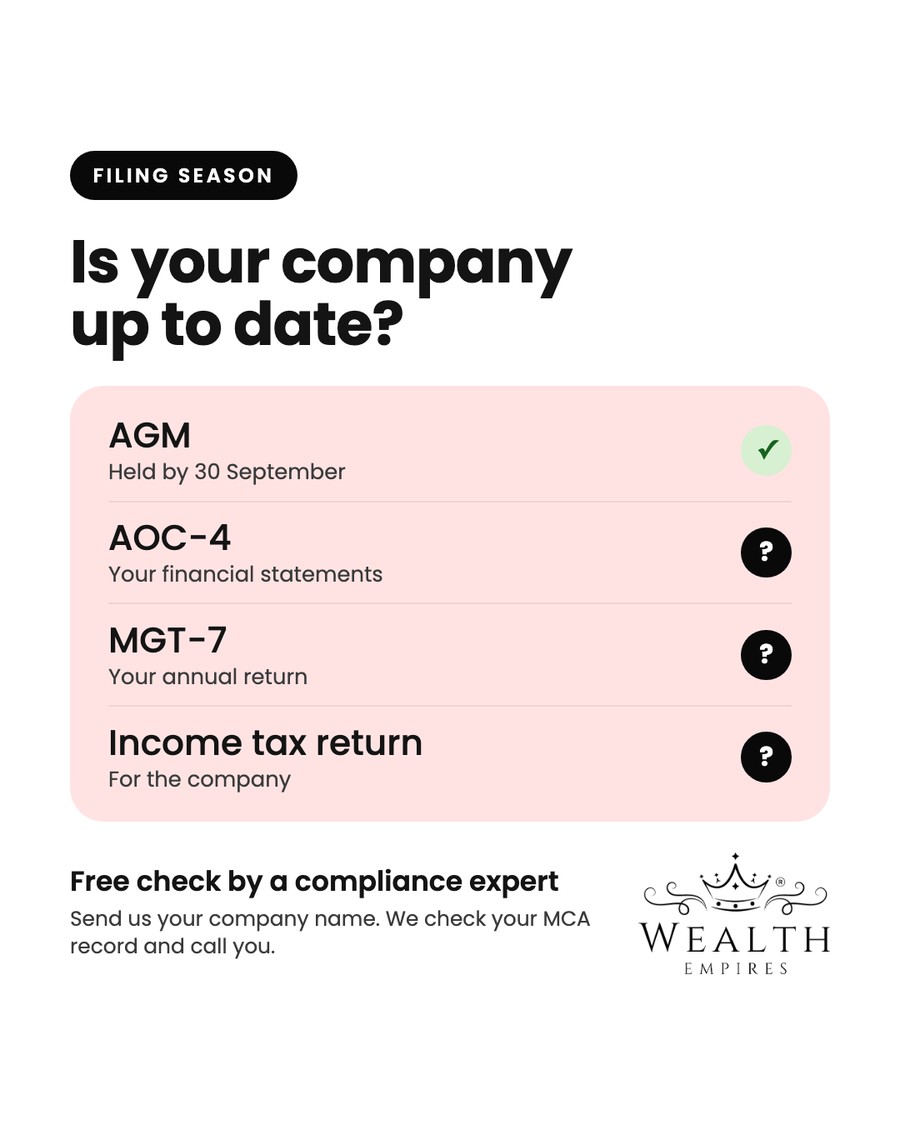 FILING SEASON
Is your company
up to date?
AGM
Held by 30 September
✓
AOC-4
Your financial statements
?
MGT-7
Your annual return
?
Income tax return
For the company
?
Free check by a compliance expert
Send us your company name. We check your MCA
record and call you.
®
WEALTH
EMPIRES